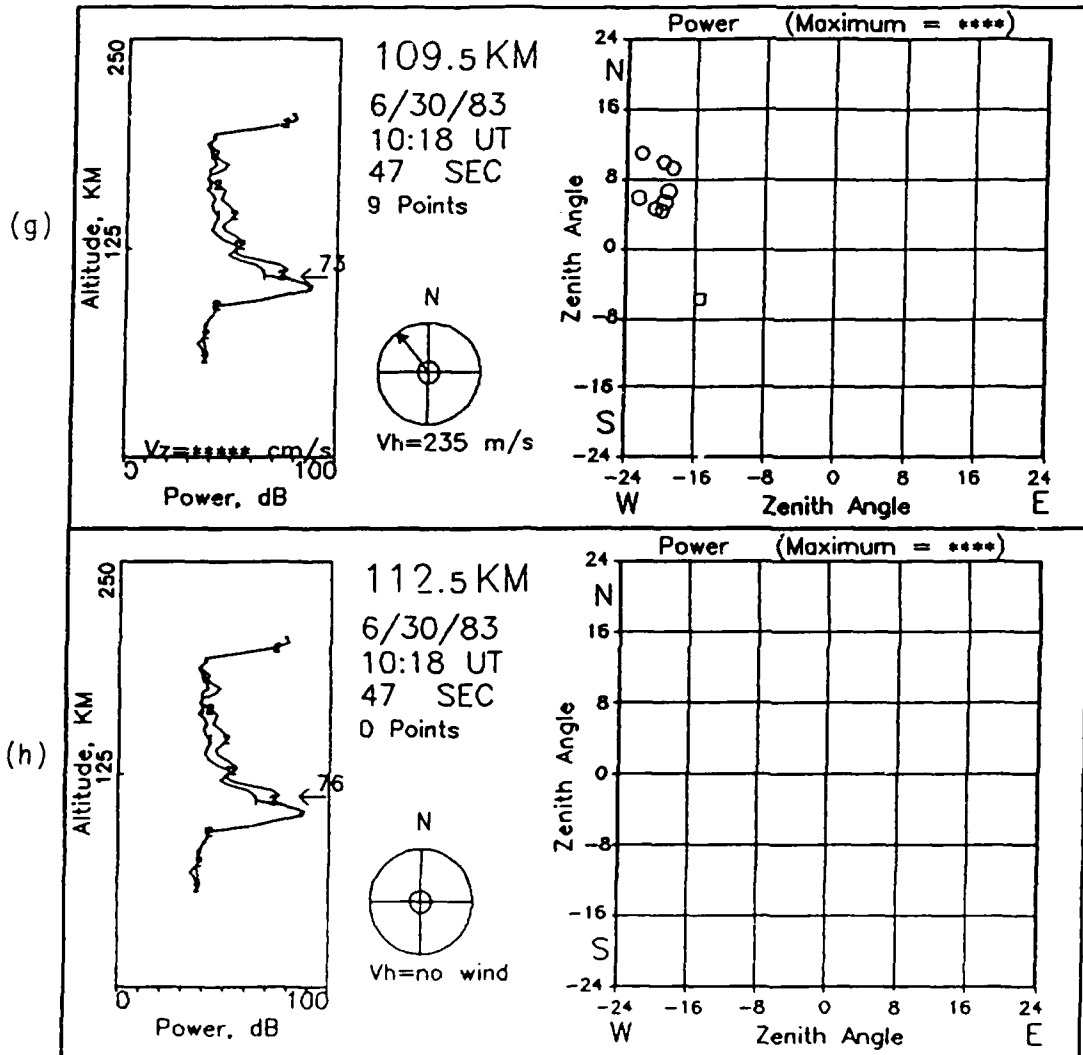 (g)
250
125
0
100
Altitude, KM
Power, dB
Vz=***** cm/s
73
109.5 KM
6/30/83
10:18 UT
47 SEC
9 Points
N
Vh=235 m/s
Power (Maximum = ****)
24
16
8
0
-8
-16
-24
N
S
Zenith Angle
-24 -16 -8 0 8 16 24
W Zenith Angle E
(h)
250
125
0
100
Altitude, KM
Power, dB
76
112.5 KM
6/30/83
10:18 UT
47 SEC
0 Points
N
Vh=no wind
Power (Maximum = ****)
24
16
8
0
-8
-16
-24
N
S
Zenith Angle
-24 -16 -8 0 8 16 24
W Zenith Angle E